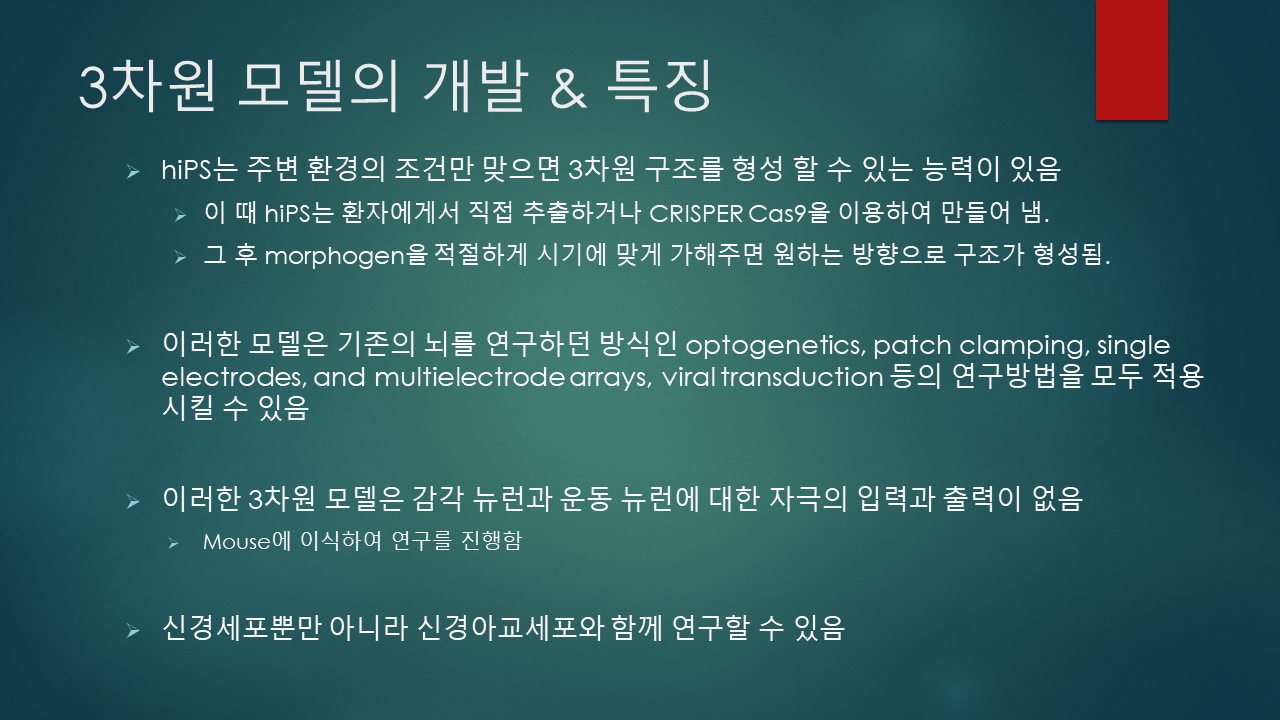 3차원 모델의 개발 & 특징
hiPS는 주변 환경의 조건만 맞으면 3차원 구조를 형성 할 수 있는 능력이 있음
이 때 hiPS는 환자에게서 직접 추출하거나 CRISPER Cas9을 이용하여 만들어 냄.
그 후 morphogen을 적절하게 시기에 맞게 가해주면 원하는 방향으로 구조가 형성됨.
이러한 모델은 기존의 뇌를 연구하던 방식인 optogenetics, patch clamping, single
electrodes, and multielectrode arrays, viral transduction 등의 연구방법을 모두 적용
시킬 수 있음
이러한 3차원 모델은 감각 뉴런과 운동 뉴런에 대한 자극의 입력과 출력이 없음
Mouse에 이식하여 연구를 진행함
신경세포뿐만 아니라 신경아교세포와 함께 연구할 수 있음